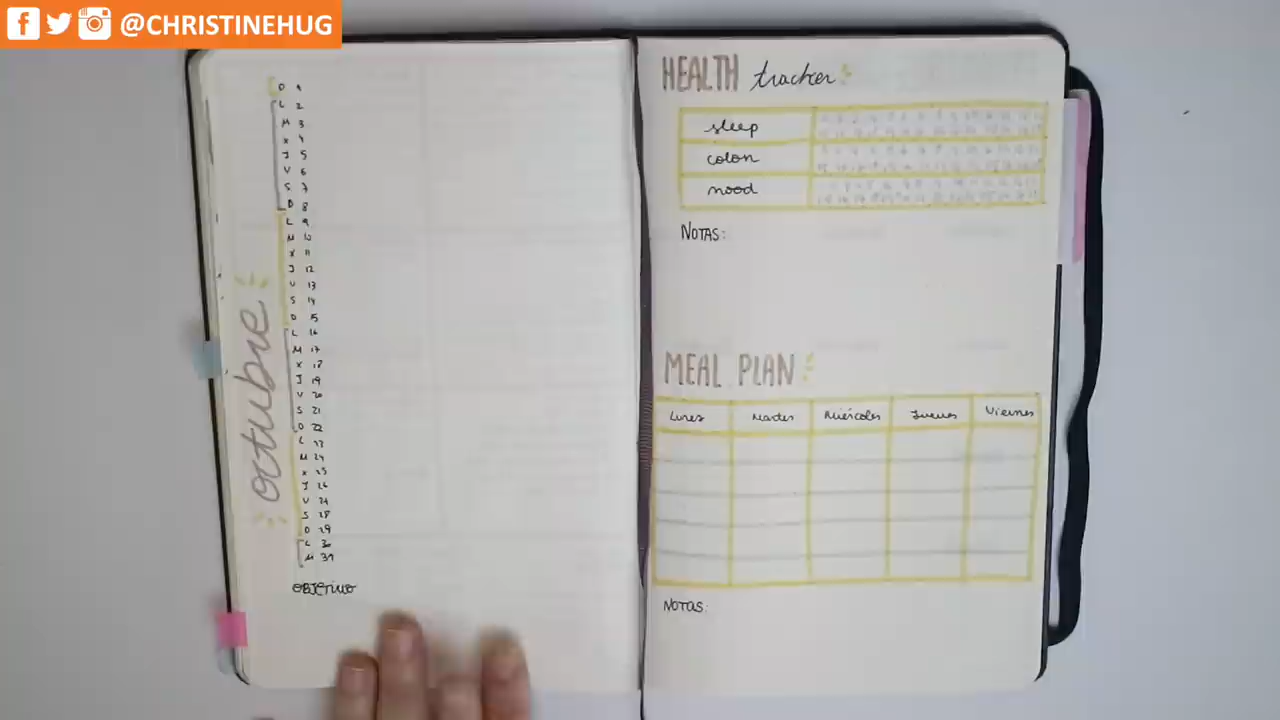 @CHRISTINEHUG
D 1
L 2
M 3
X 4
J 5
V 6
S 7
D 8
L 9
M 10
X 11
J 12
V 13
S 14
D 15
L 16
M 17
X 18
J 19
V 20
S 21
D 22
L 23
M 24
X 25
J 26
V 27
S 28
D 29
L 30
M 31
octubre
OBJETIVO
HEALTH tracker
sleep
colon
mood
NOTAS:
MEAL PLAN
Lunes Martes Miércoles Jueves Viernes
NOTAS: